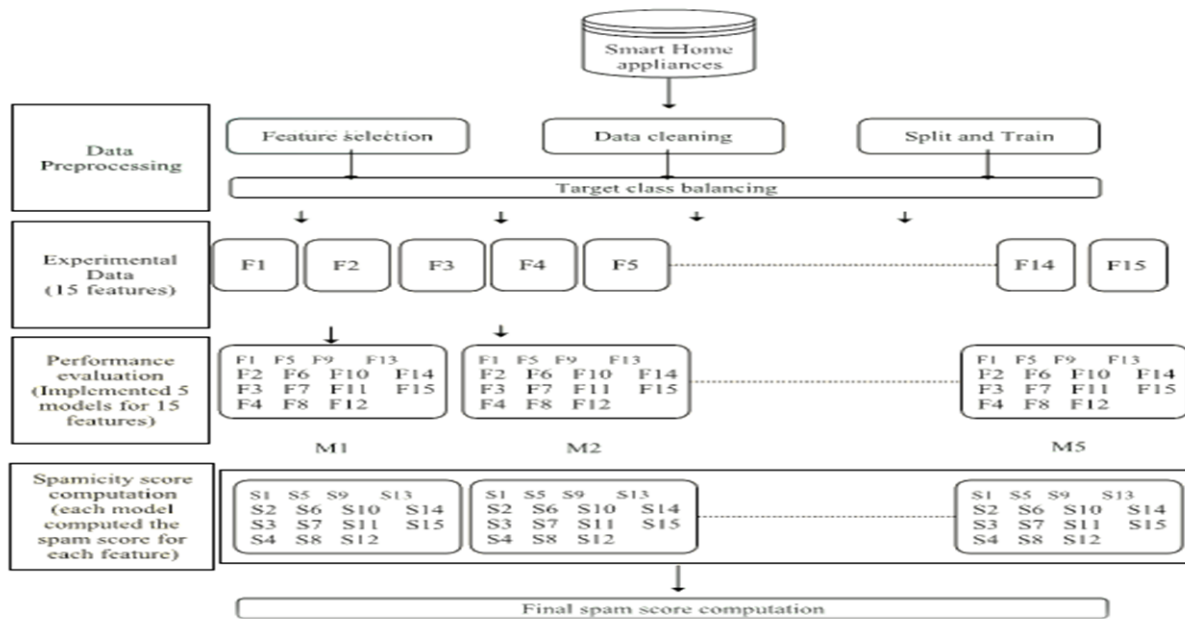 Smart Home
appliances
Data
Preprocessing
Feature selection
Data cleaning
Split and Train
Target class balancing
Experimental
Data
(15 features)
F1
F2
F3
F4
F5
F14
F15
Performance
evaluation
(Implemented 5
models for 15
features)
F1 F5 F9 F13
F2 F6 F10 F14
F3 F7 F11 F15
F4 F8 F12
F1 F5 F9 F13
F2 F6 F10 F14
F3 F7 F11 F15
F4 F8 F12
F1 F5 F9 F13
F2 F6 F10 F14
F3 F7 F11 F15
F4 F8 F12
M1
M2
M5
Spamicity score
computation
(each model
computed the
spam score for
each feature)
S1 S5 S9 S13
S2 S6 S10 S14
S3 S7 S11 S15
S4 S8 S12
S1 S5 S9 S13
S2 S6 S10 S14
S3 S7 S11 S15
S4 S8 S12
S1 S5 S9 S13
S2 S6 S10 S14
S3 S7 S11 S15
S4 S8 S12
Final spam score computation